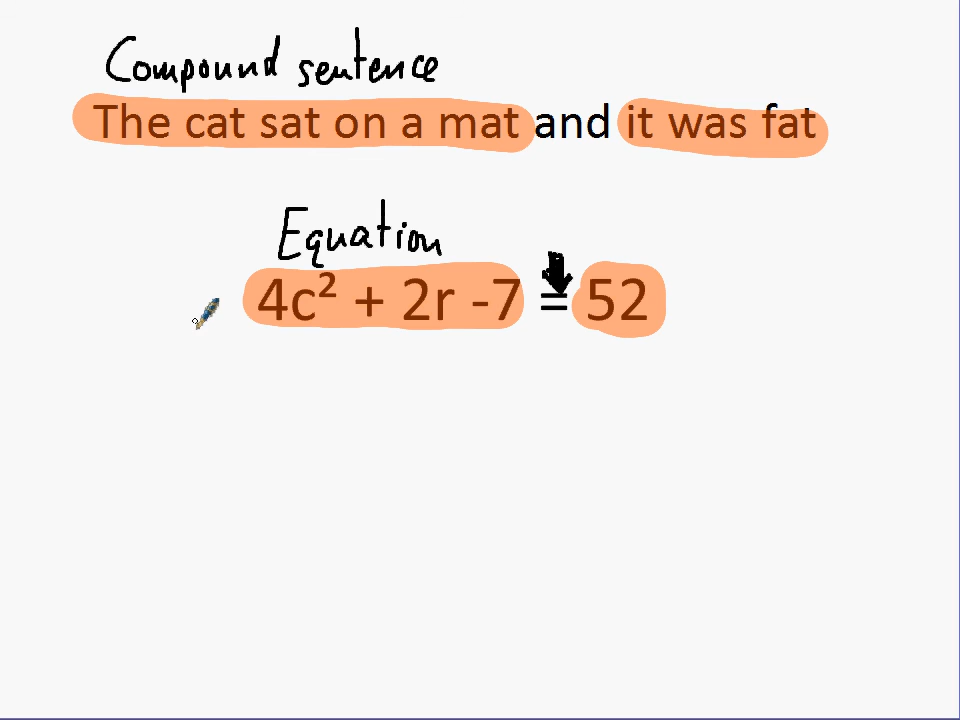 Compound sentence
The cat sat on a mat and it was fat
Equation
4c² + 2r -7 = 52